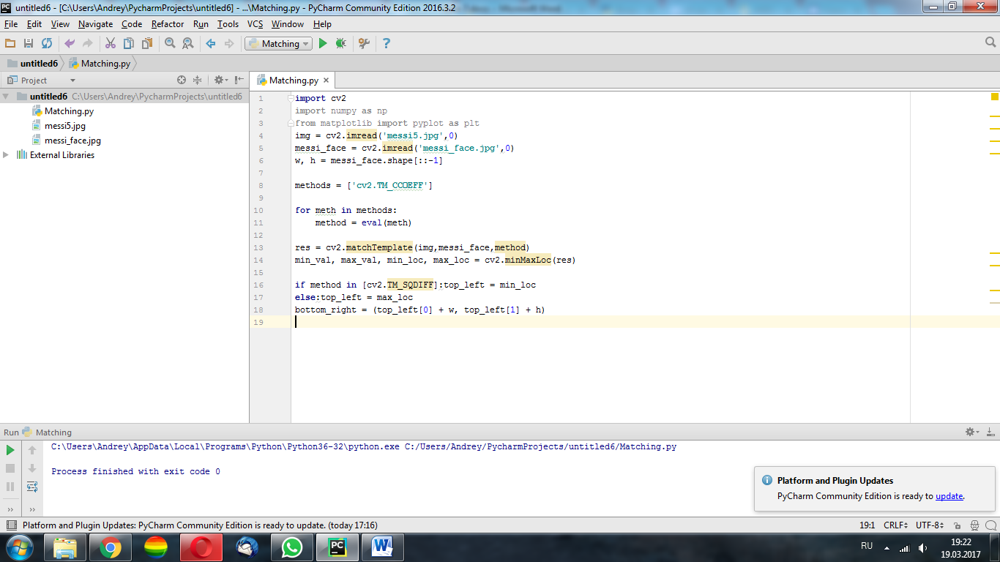 untitled6 - [C:\Users\Andrey\PycharmProjects\untitled6] - ...\Matching.py - PyCharm Community Edition 2016.3.2
File Edit View Navigate Code Refactor Run Tools VCS Window Help
Matching
untitled6 Matching.py
Project
Matching.py
untitled6 C:\Users\Andrey\PycharmProjects\untitled6
Matching.py
messi5.jpg
messi_face.jpg
External Libraries
1 import cv2
2 import numpy as np
3 from matplotlib import pyplot as plt
4 img = cv2.imread('messi5.jpg',0)
5 messi_face = cv2.imread('messi_face.jpg',0)
6 w, h = messi_face.shape[::-1]
7
8 methods = ['cv2.TM_CCOEFF']
9
10 for meth in methods:
11     method = eval(meth)
12
13 res = cv2.matchTemplate(img,messi_face,method)
14 min_val, max_val, min_loc, max_loc = cv2.minMaxLoc(res)
15
16 if method in [cv2.TM_SQDIFF]:top_left = min_loc
17 else:top_left = max_loc
18 bottom_right = (top_left[0] + w, top_left[1] + h)
19
Run Matching
C:\Users\Andrey\AppData\Local\Programs\Python\Python36-32\python.exe C:/Users/Andrey/PycharmProjects/untitled6/Matching.py
Process finished with exit code 0
Platform and Plugin Updates
PyCharm Community Edition is ready to update.
Platform and Plugin Updates: PyCharm Community Edition is ready to update. (today 17:16)
19:1 CRLF UTF-8
RU
19:22
19.03.2017